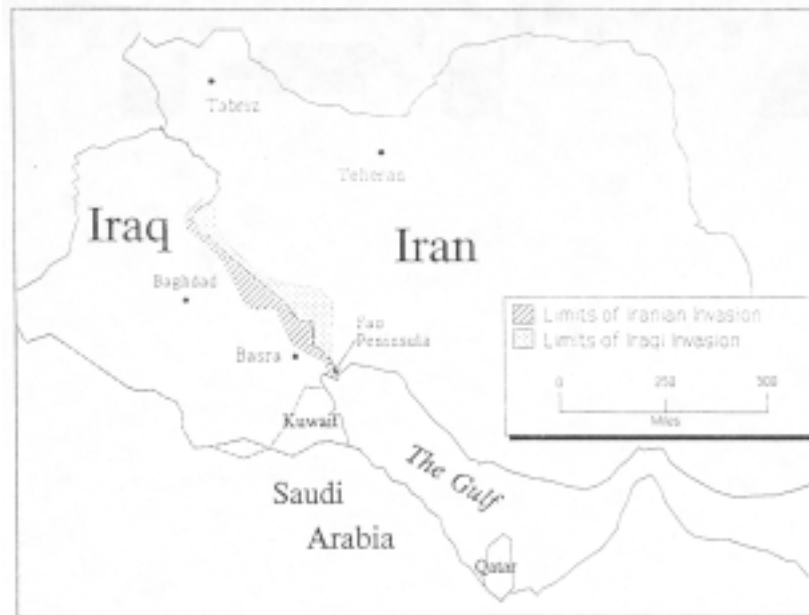 Tabriz
Teheran
Iraq
Iran
Baghdad
Fao
Peninsula
Basra
Limits of Iranian Invasion
Limits of Iraqi Invasion
0 250 500
Miles
Kuwait
The Gulf
Saudi
Arabia
Qatar